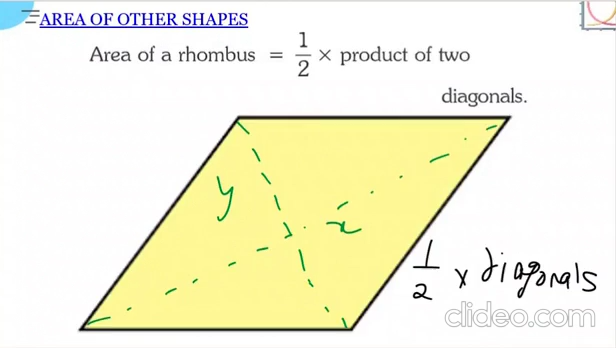 AREA OF OTHER SHAPES
Area of a rhombus = 1/2 × product of two
diagonals.
y
x
1/2 x diagonals
clideo.com